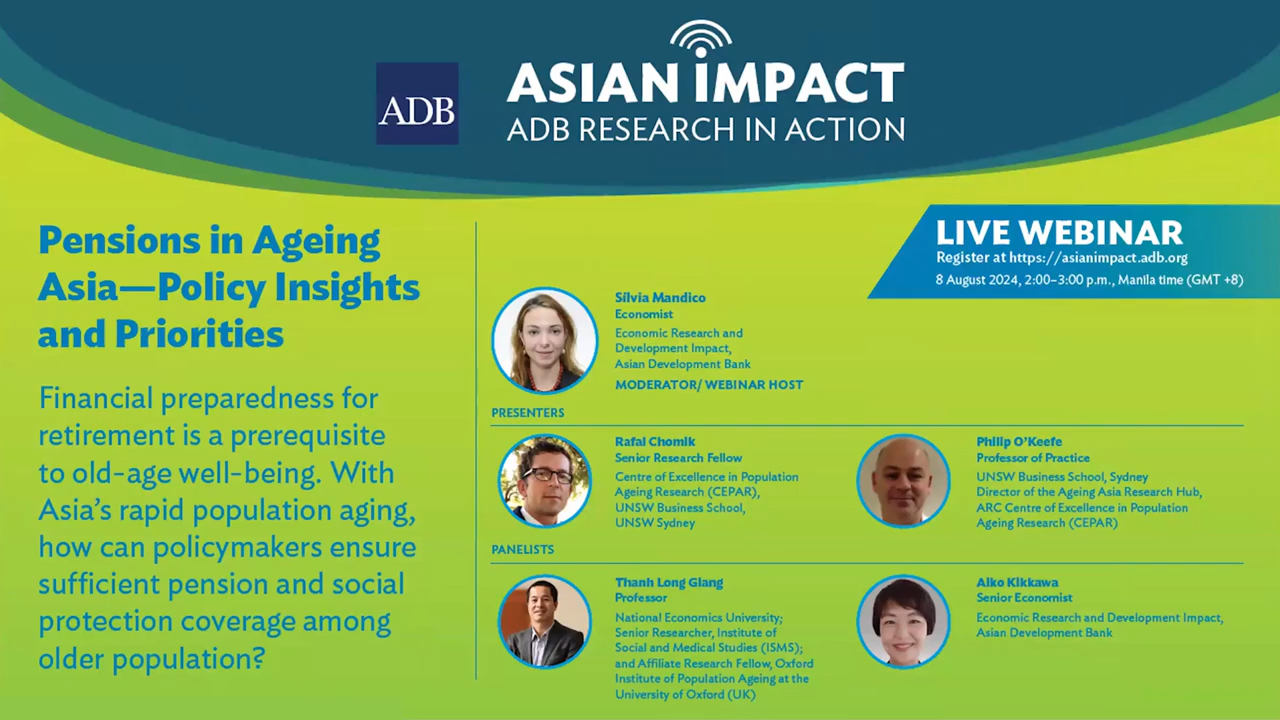 ADB
ASIAN IMPACT
ADB RESEARCH IN ACTION
Pensions in Ageing
Asia—Policy Insights
and Priorities
Financial preparedness for
retirement is a prerequisite
to old-age well-being. With
Asia's rapid population aging,
how can policymakers ensure
sufficient pension and social
protection coverage among
older population?
LIVE WEBINAR
Register at https://asianimpact.adb.org
8 August 2024, 2:00–3:00 p.m., Manila time (GMT +8)
Silvia Mandico
Economist
Economic Research and
Development Impact,
Asian Development Bank
MODERATOR/ WEBINAR HOST
PRESENTERS
Rafal Chomik
Senior Research Fellow
Centre of Excellence in Population
Ageing Research (CEPAR),
UNSW Business School,
UNSW Sydney
Philip O'Keefe
Professor of Practice
UNSW Business School, Sydney
Director of the Ageing Asia Research Hub,
ARC Centre of Excellence in Population
Ageing Research (CEPAR)
PANELISTS
Thanh Long Giang
Professor
National Economics University;
Senior Researcher, Institute of
Social and Medical Studies (ISMS);
and Affiliate Research Fellow, Oxford
Institute of Population Ageing at the
University of Oxford (UK)
Aiko Kikkawa
Senior Economist
Economic Research and Development Impact,
Asian Development Bank